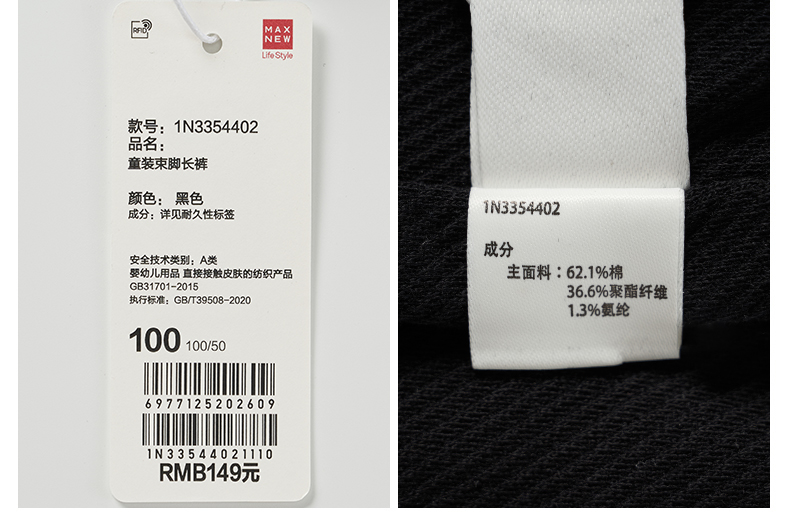 RFID
MAX
NEW
Life Style
款号：1N3354402
品名：
童装束脚长裤
颜色：黑色
成分：详见耐久性标签
安全技术类别：A类
婴幼儿用品 直接接触皮肤的纺织产品
GB31701-2015
执行标准：GB/T39508-2020
100 100/50
6977125202609
1N33544021110
RMB149元
1N3354402
成分
主面料：62.1%棉
36.6%聚酯纤维
1.3%氨纶